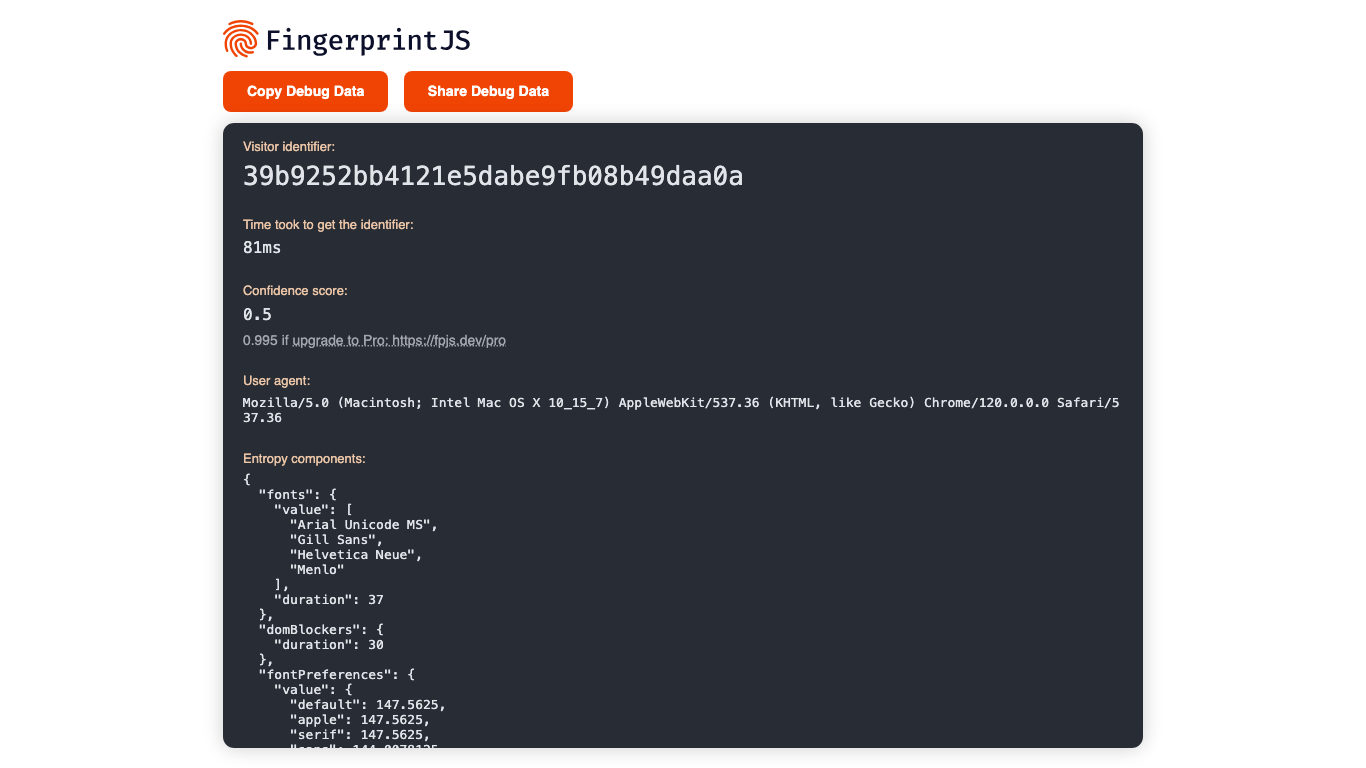 FingerprintJS
Copy Debug Data Share Debug Data
Visitor identifier:
39b9252bb4121e5dabe9fb08b49daa0a
Time took to get the identifier:
81ms
Confidence score:
0.5
0.995 if upgrade to Pro: https://fpjs.dev/pro
User agent:
Mozilla/5.0 (Macintosh; Intel Mac OS X 10_15_7) AppleWebKit/537.36 (KHTML, like Gecko) Chrome/120.0.0.0 Safari/5
37.36
Entropy components:
{
  "fonts": {
    "value": [
      "Arial Unicode MS",
      "Gill Sans",
      "Helvetica Neue",
      "Menlo"
    ],
    "duration": 37
  },
  "domBlockers": {
    "duration": 30
  },
  "fontPreferences": {
    "value": {
      "default": 147.5625,
      "apple": 147.5625,
      "serif": 147.5625,